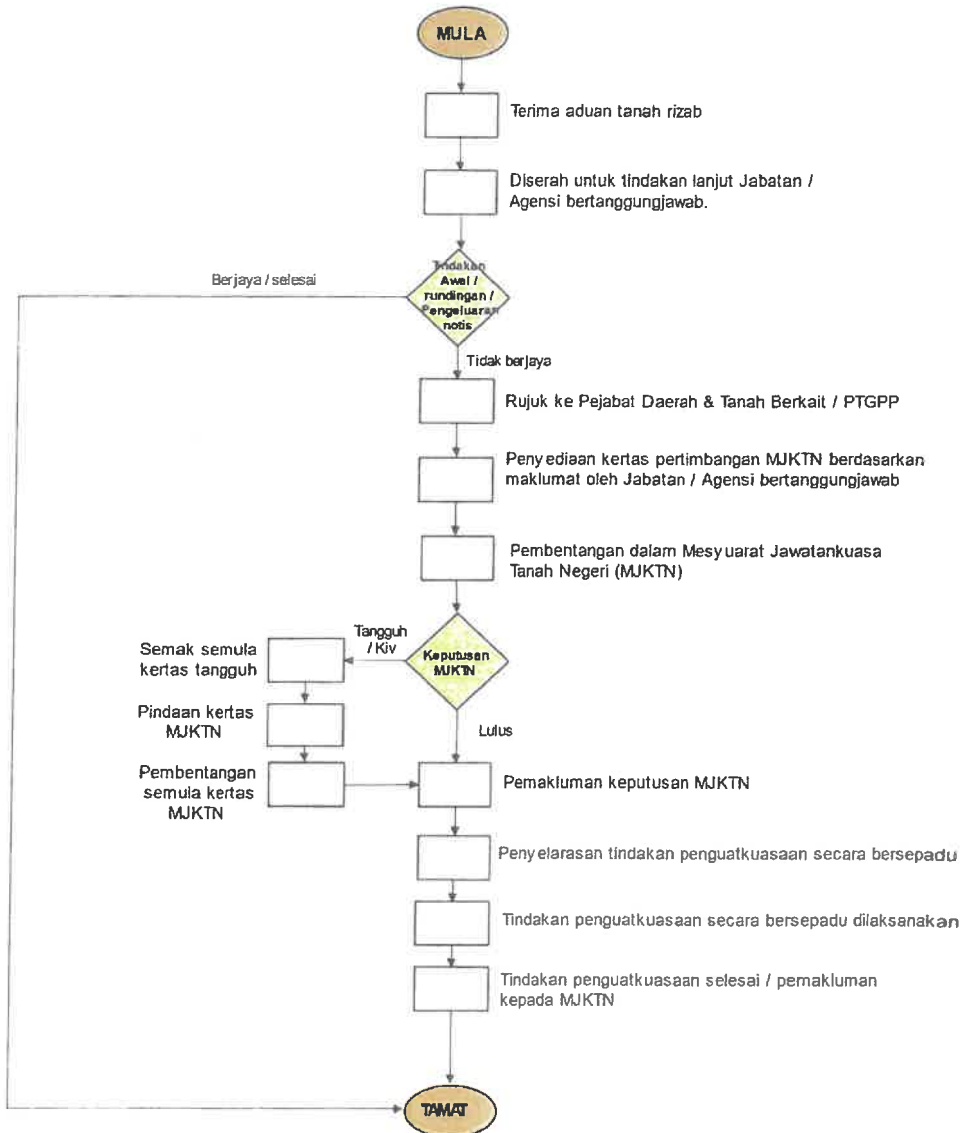 MULA
Terima aduan tanah rizab
Diserah untuk tindakan lanjut Jabatan /
Agensi bertanggungjawab.
Berjaya / selesai
Tindakan
Awal /
rundingan /
Pengeluaran
notis
Tidak berjaya
Rujuk ke Pejabat Daerah & Tanah Berkait / PTGPP
Penyediaan kertas pertimbangan MJKTN berdasarkan
maklumat oleh Jabatan / Agensi bertanggungjawab
Pembentangan dalam Mesyuarat Jawatankuasa
Tanah Negeri (MJKTN)
Keputusan
MJKTN
Tangguh
/ Kiv
Semak semula
kertas tangguh
Pindaan kertas
MJKTN
Pembentangan
semula kertas
MJKTN
Lulus
Pemakluman keputusan MJKTN
Penyelarasan tindakan penguatkuasaan secara bersepadu
Tindakan penguatkuasaan secara bersepadu dilaksanakan
Tindakan penguatkuasaan selesai / pemakluman
kepada MJKTN
TAMAT